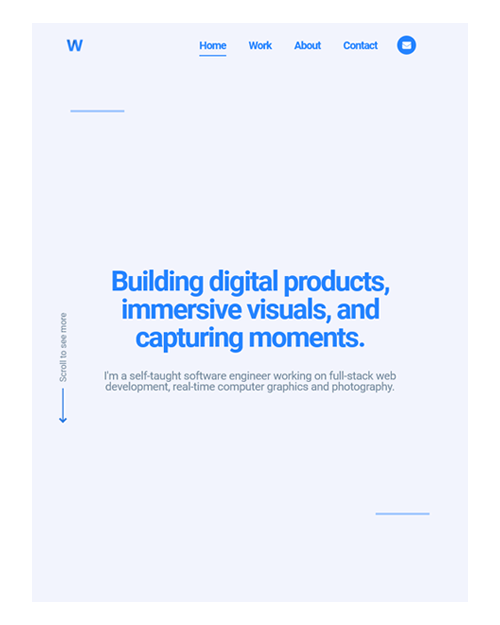 W
Home Work About Contact
Building digital products,
immersive visuals, and
capturing moments.
Scroll to see more
I'm a self-taught software engineer working on full-stack web
development, real-time computer graphics and photography.